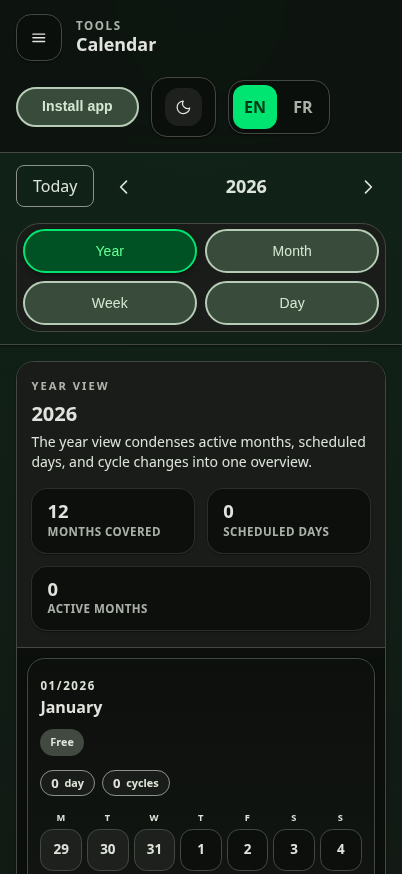 TOOLS
Calendar
Install app
EN FR
Today 2026
Year Month
Week Day
YEAR VIEW
2026
The year view condenses active months, scheduled
days, and cycle changes into one overview.
12 0
MONTHS COVERED SCHEDULED DAYS
0
ACTIVE MONTHS
01/2026
January
Free
0 day 0 cycles
M T W T F S S
29 30 31 1 2 3 4